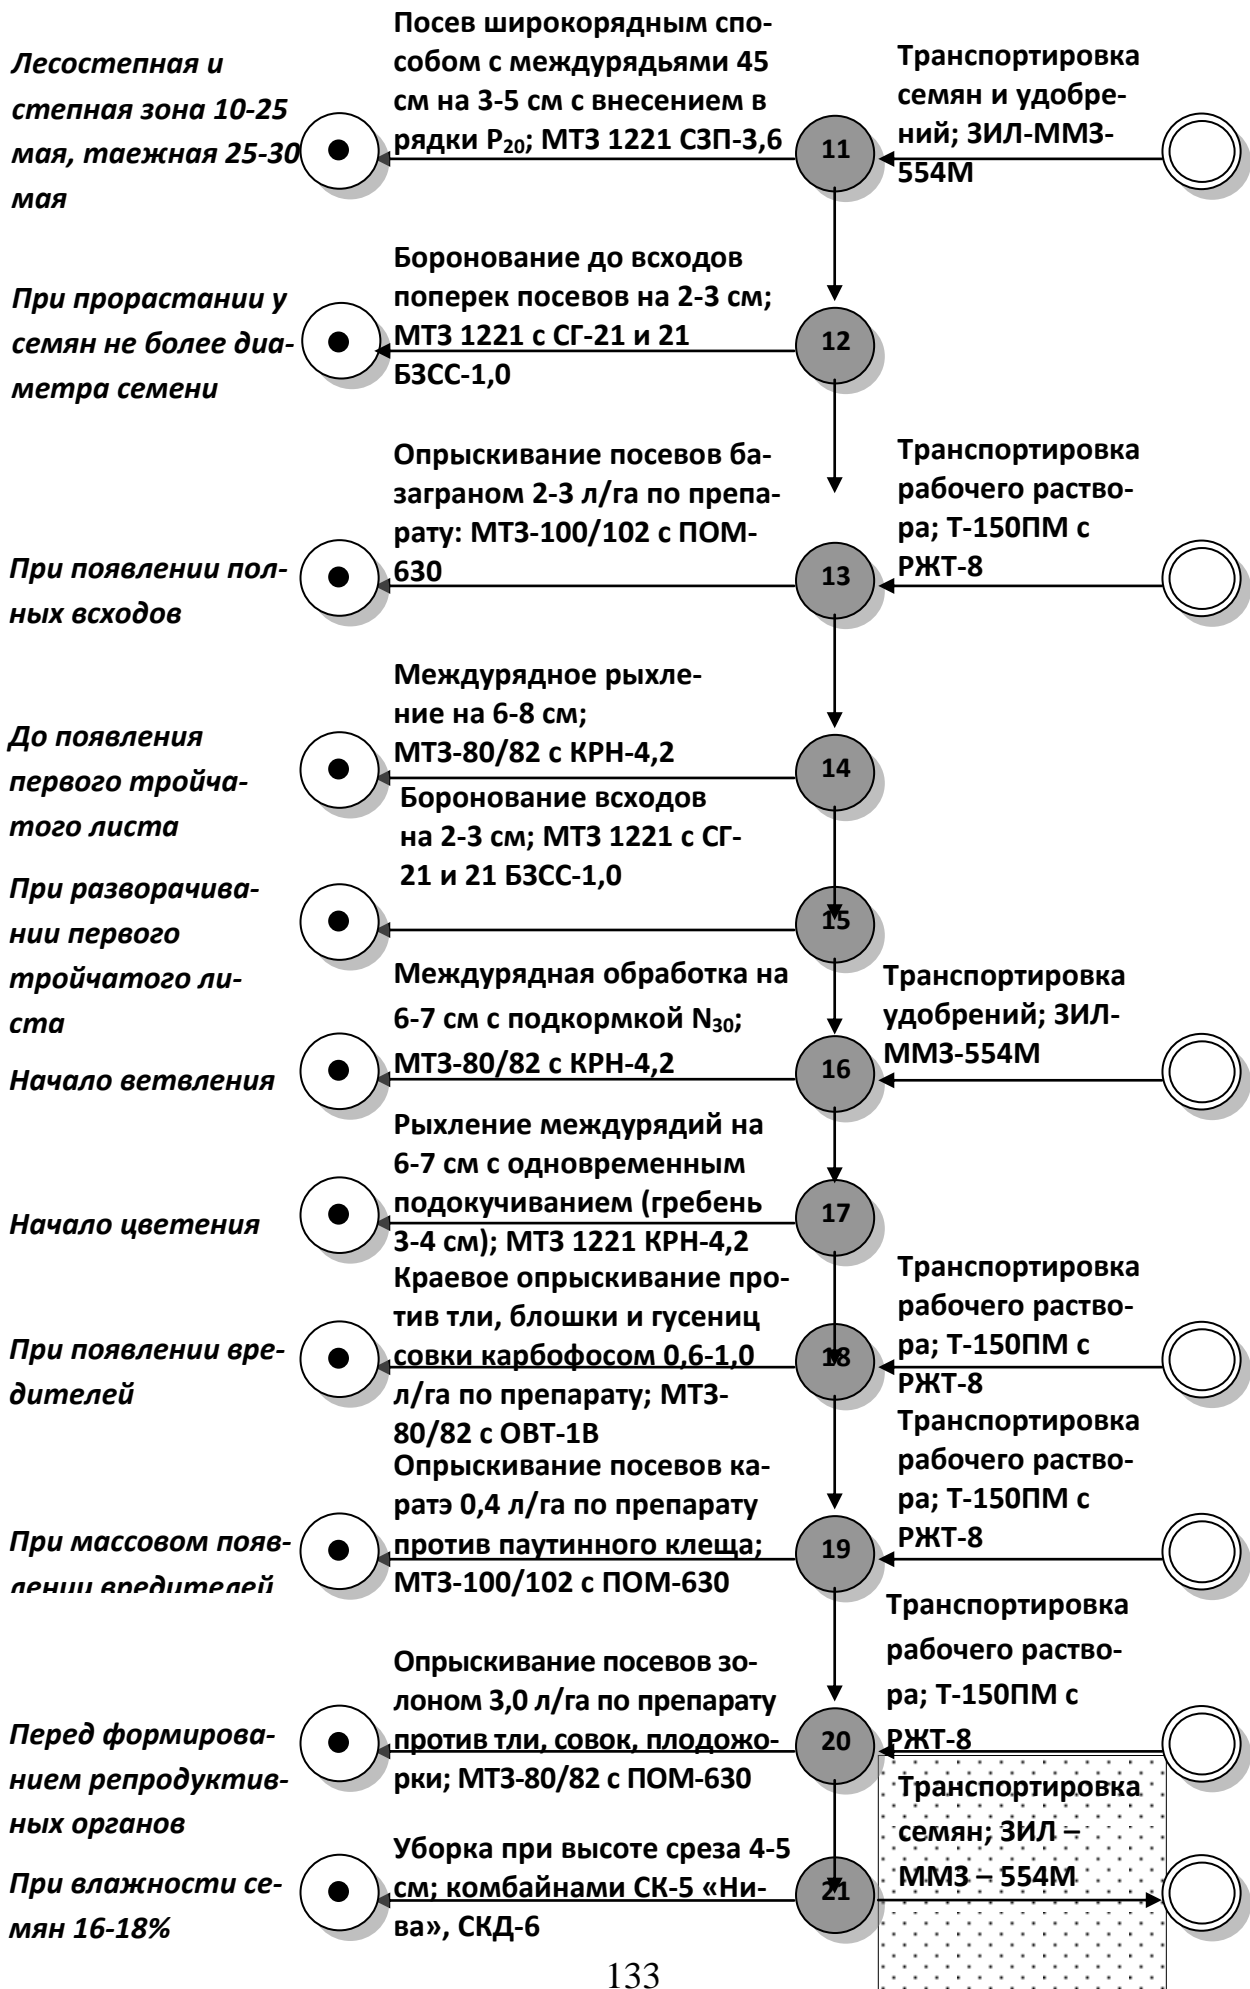 Лесостепная и
степная зона 10-25
мая, таежная 25-30
мая
Посев широкорядным спо-
собом с междурядьями 45
см на 3-5 см с внесением в
рядки P20; МТЗ 1221 СЗП-3,6
11
Транспортировка
семян и удобре-
ний; ЗИЛ-ММЗ-
554М
При прорастании у
семян не более диа-
метра семени
Боронование до всходов
поперек посевов на 2-3 см;
МТЗ 1221 с СГ-21 и 21
БЗСС-1,0
12
При появлении пол-
ных всходов
Опрыскивание посевов ба-
заграном 2-3 л/га по препа-
рату: МТЗ-100/102 с ПОМ-
630
13
Транспортировка
рабочего раство-
ра; Т-150ПМ с
РЖТ-8
До появления
первого тройча-
того листа
Междурядное рыхле-
ние на 6-8 см;
МТЗ-80/82 с КРН-4,2
14
При разворачива-
нии первого
тройчатого ли-
ста
Боронование всходов
на 2-3 см; МТЗ 1221 с СГ-
21 и 21 БЗСС-1,0
15
Начало ветвления
Междурядная обработка на
6-7 см с подкормкой N30;
МТЗ-80/82 с КРН-4,2
16
Транспортировка
удобрений; ЗИЛ-
ММЗ-554М
Начало цветения
Рыхление междурядий на
6-7 см с одновременным
подокучиванием (гребень
3-4 см); МТЗ 1221 КРН-4,2
17
При появлении вре-
дителей
Краевое опрыскивание про-
тив тли, блошки и гусениц
совки карбофосом 0,6-1,0
л/га по препарату; МТЗ-
80/82 с ОВТ-1В
18
Транспортировка
рабочего раство-
ра; Т-150ПМ с
РЖТ-8
При массовом появ-
лении вредителей
Опрыскивание посевов ка-
ратэ 0,4 л/га по препарату
против паутинного клеща;
МТЗ-100/102 с ПОМ-630
19
Транспортировка
рабочего раство-
ра; Т-150ПМ с
РЖТ-8
Перед формирова-
нием репродуктив-
ных органов
Опрыскивание посевов зо-
лоном 3,0 л/га по препарату
против тли, совок, плодожо-
рки; МТЗ-80/82 с ПОМ-630
20
Транспортировка
рабочего раство-
ра; Т-150ПМ с
РЖТ-8
При влажности се-
мян 16-18%
Уборка при высоте среза 4-5
см; комбайнами СК-5 «Ни-
ва», СКД-6
21
Транспортировка
семян; ЗИЛ –
ММЗ – 554М
133